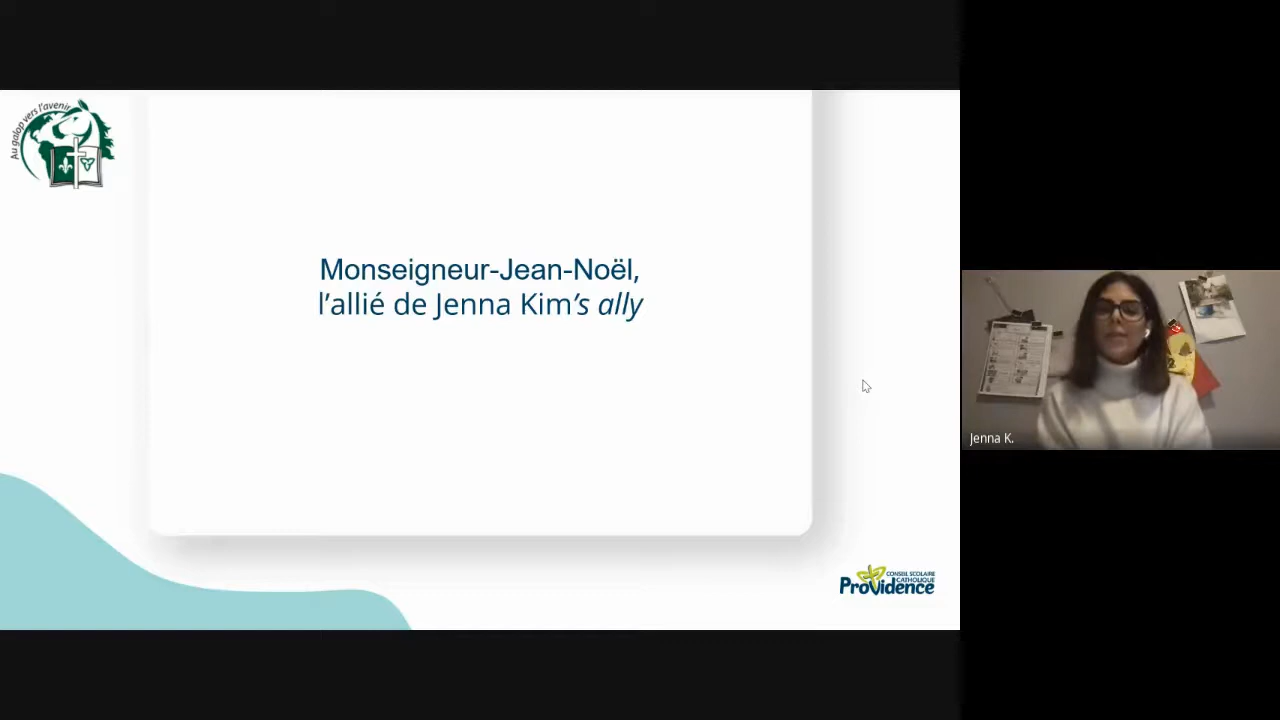 Au galop vers l'avenir
Monseigneur-Jean-Noël,
l’allié de Jenna Kim’s ally
CONSEIL SCOLAIRE
CATHOLIQUE
Providence
Jenna K.